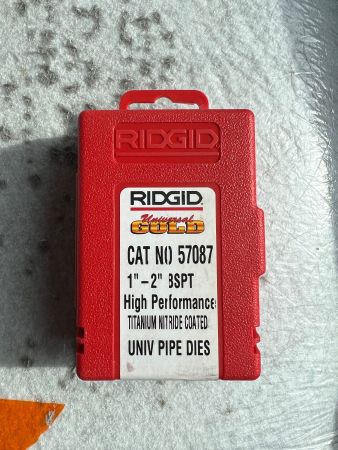 RIDGID
RIDGID
Universal
GOLD
CAT NO 57087
1"-2" BSPT
High Performance
TITANIUM NITRIDE COATED
UNIV PIPE DIES